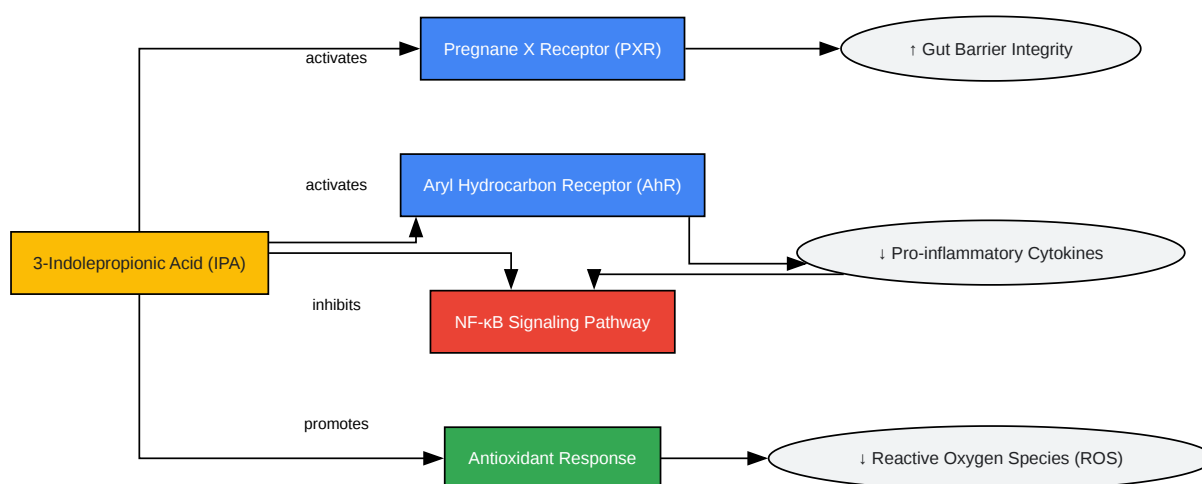 activates
Pregnane X Receptor (PXR)
↑ Gut Barrier Integrity
activates
Aryl Hydrocarbon Receptor (AhR)
3-Indolepropionic Acid (IPA)
↓ Pro-inflammatory Cytokines
inhibits
NF-κB Signaling Pathway
promotes
Antioxidant Response
↓ Reactive Oxygen Species (ROS)